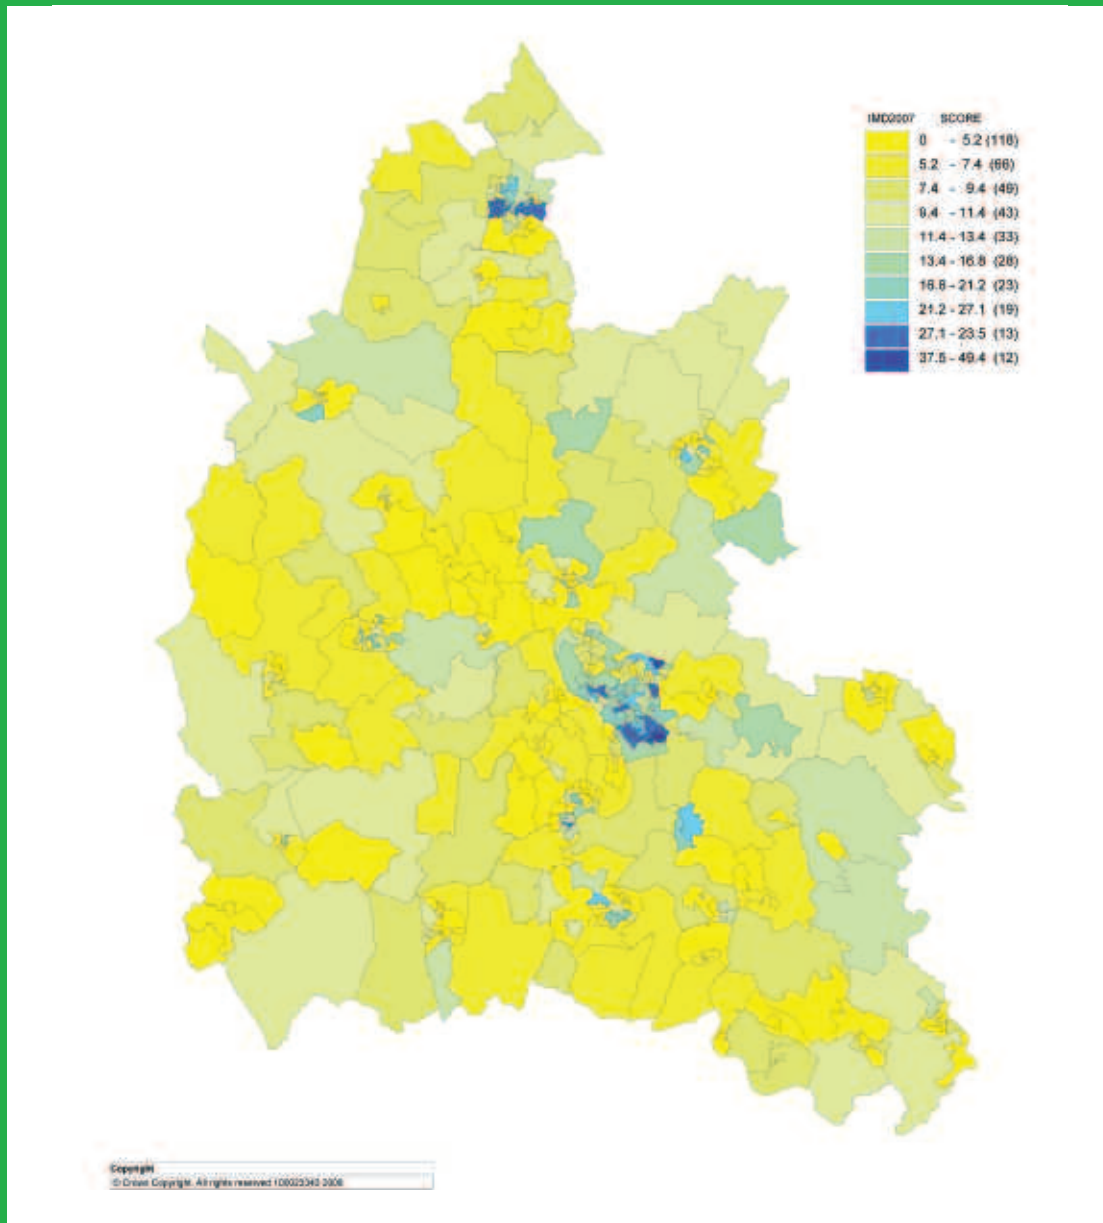 IMD2007 SCORE
0 - 5.2 (118)
5.2 - 7.4 (66)
7.4 - 9.4 (49)
9.4 - 11.4 (43)
11.4 - 13.4 (33)
13.4 - 16.8 (28)
16.8 - 21.2 (23)
21.2 - 27.1 (19)
27.1 - 23.5 (13)
37.5 - 49.4 (12)
Copyright
© Crown Copyright. All rights reserved 2008